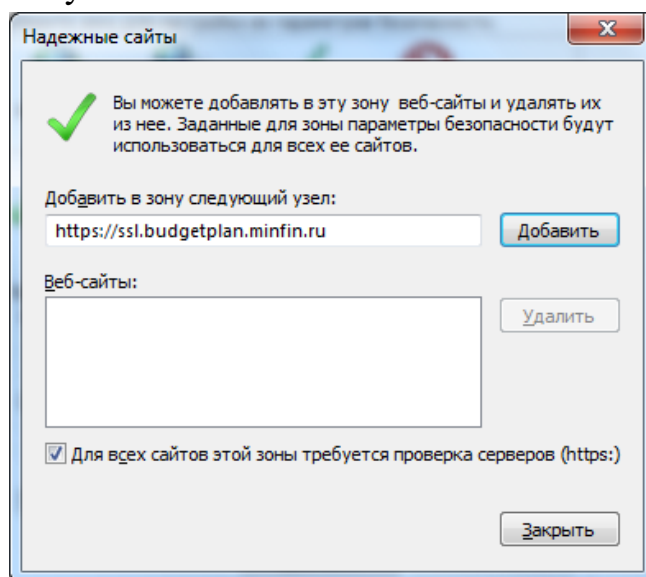 Надежные сайты
Вы можете добавлять в эту зону веб-сайты и удалять их
из нее. Заданные для зоны параметры безопасности будут
использоваться для всех ее сайтов.
Добавить в зону следующий узел:
https://ssl.budgetplan.minfin.ru
Добавить
Веб-сайты:
Удалить
Для всех сайтов этой зоны требуется проверка серверов (https:)
Закрыть